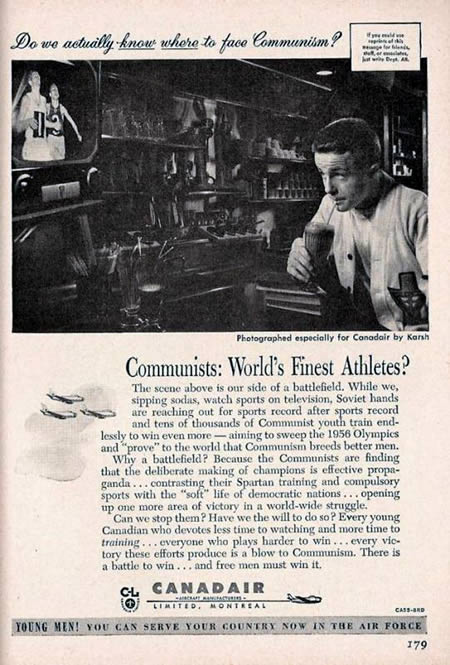 Do we actually know where to face Communism?
If you could use
reprints of this
message for friends,
staff, or associates,
just write Dept. AR.
Photographed especially for Canadair by Karsh
Communists: World's Finest Athletes?
The scene above is our side of a battlefield. While we,
sipping sodas, watch sports on television, Soviet hands
are reaching out for sports record after sports record
and tens of thousands of Communist youth train end-
lessly to win even more — aiming to sweep the 1956 Olympics
and "prove" to the world that Communism breeds better men.
Why a battlefield? Because the Communists are finding
that the deliberate making of champions is effective propa-
ganda . . . contrasting their Spartan training and compulsory
sports with the "soft" life of democratic nations . . . opening
up one more area of victory in a world-wide struggle.
Can we stop them? Have we the will to do so? Every young
Canadian who devotes less time to watching and more time to
training . . . everyone who plays harder to win . . . every vic-
tory these efforts produce is a blow to Communism. There is
a battle to win . . . and free men must win it.
C-L
CANADAIR
AIRCRAFT MANUFACTURERS
LIMITED, MONTREAL
YOUNG MEN! YOU CAN SERVE YOUR COUNTRY NOW IN THE AIR FORCE
179